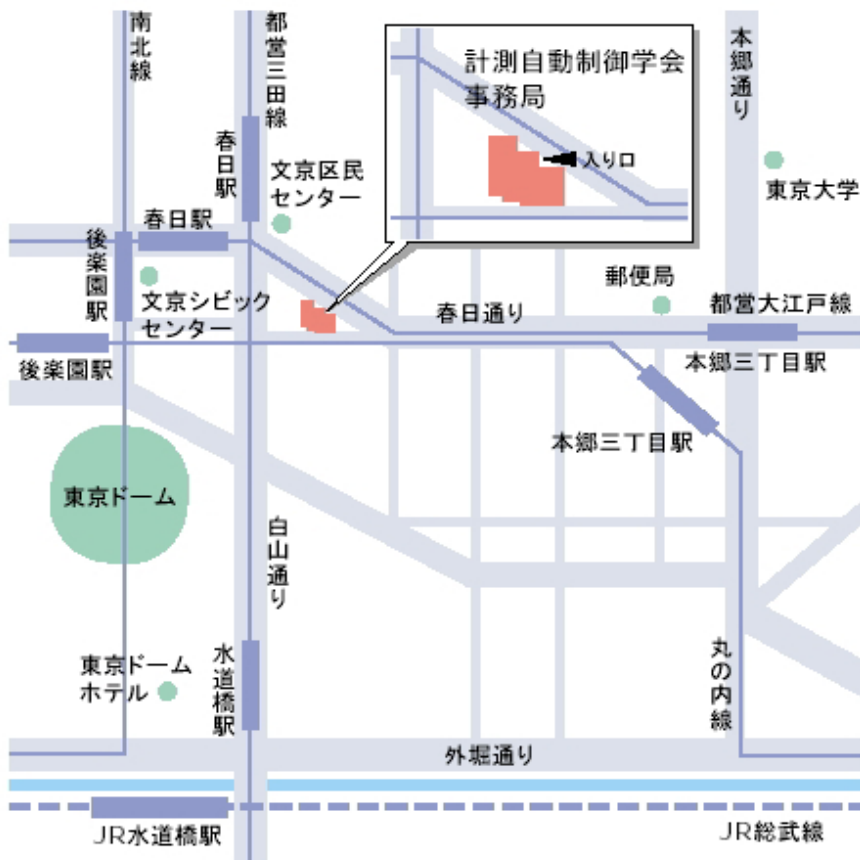 南北線
都営三田線
計測自動制御学会
事務局
入り口
本郷通り
春日駅
文京区民
センター
東京大学
春日駅
後楽園駅
文京シビック
センター
郵便局
都営大江戸線
春日通り
後楽園駅
本郷三丁目駅
本郷三丁目駅
東京ドーム
白山通り
東京ドーム
ホテル
水道橋駅
丸の内線
外堀通り
JR水道橋駅
JR総武線